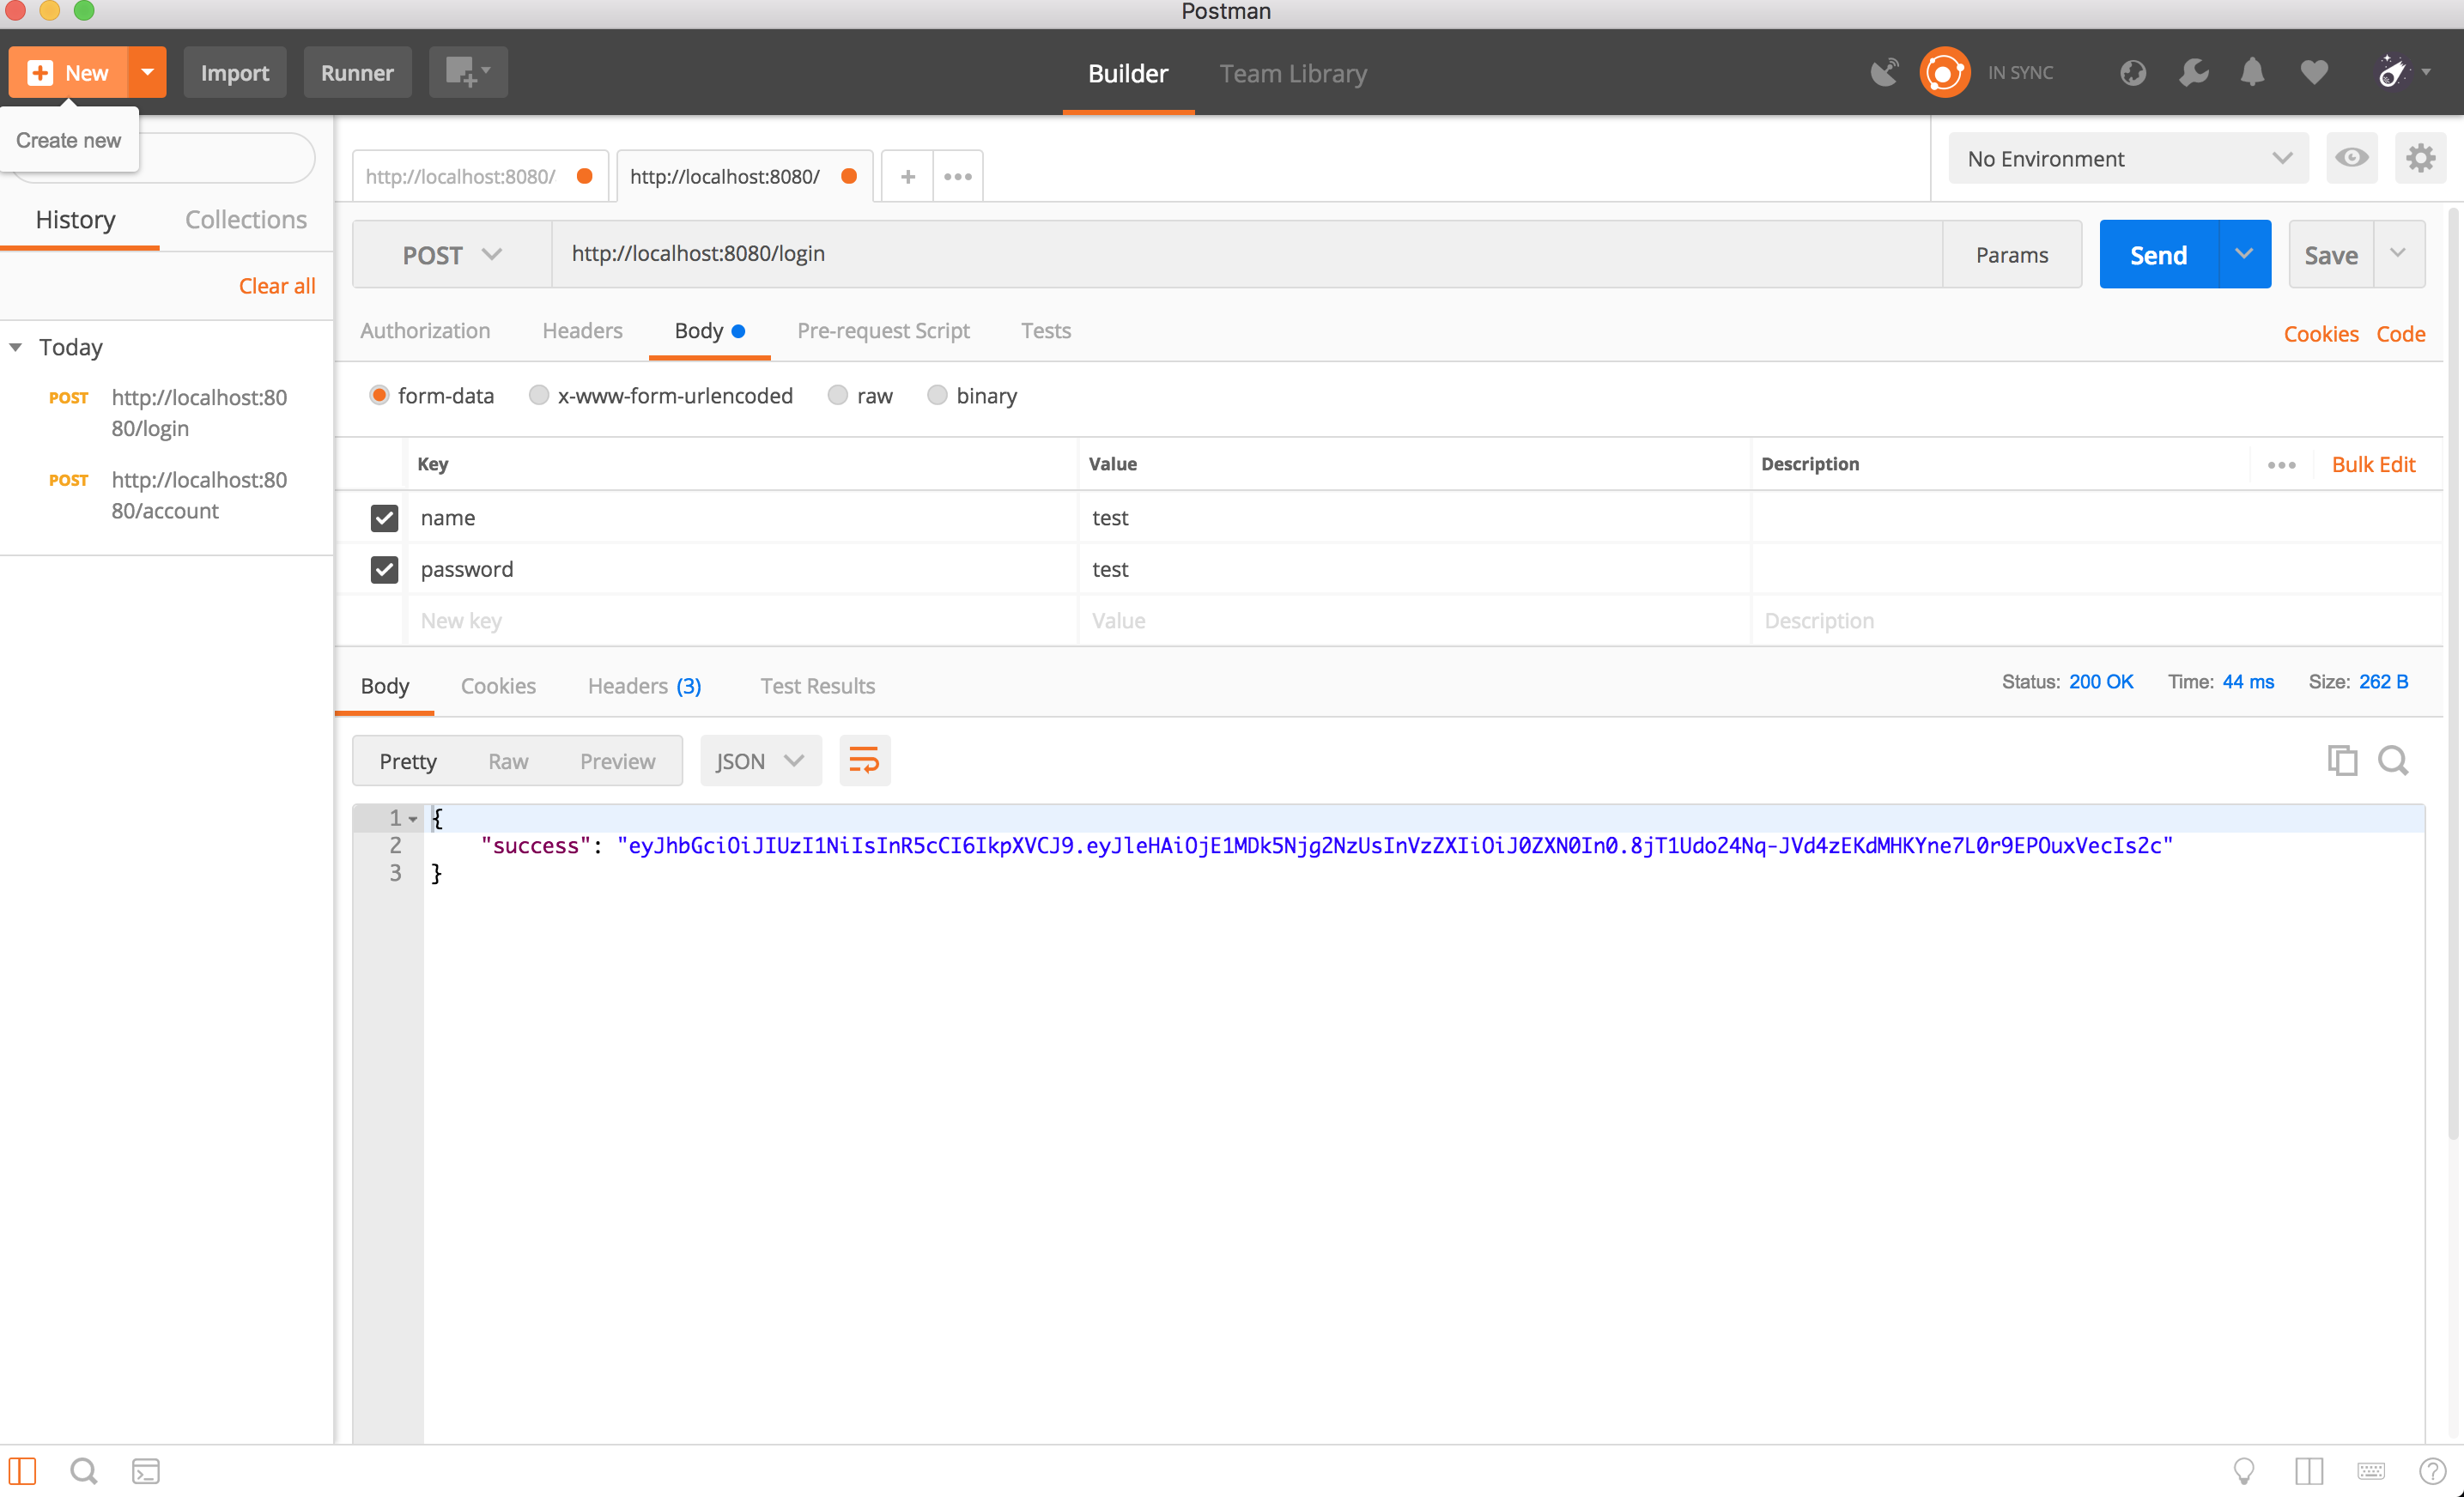 Postman
New
Import
Runner
Builder
Team Library
IN SYNC
Create new
http://localhost:8080/
http://localhost:8080/
No Environment
History
Collections
POST
http://localhost:8080/login
Params
Send
Save
Clear all
Authorization
Headers
Body
Pre-request Script
Tests
Cookies
Code
Today
POST http://localhost:80
80/login
POST http://localhost:80
80/account
form-data
x-www-form-urlencoded
raw
binary
Key
Value
Description
Bulk Edit
name
test
password
test
New key
Value
Description
Body
Cookies
Headers (3)
Test Results
Status: 200 OK
Time: 44 ms
Size: 262 B
Pretty
Raw
Preview
JSON
1 {
2 "success": "eyJhbGciOiJIUzI1NiIsInR5cCI6IkpXVCJ9.eyJleHAiOjE1MDk5Njg2NzUsInVzZXIiOiJ0ZXN0In0.8jT1Udo24Nq-JVd4zEKdMHKYne7L0r9EPOuxVecIs2c"
3 }